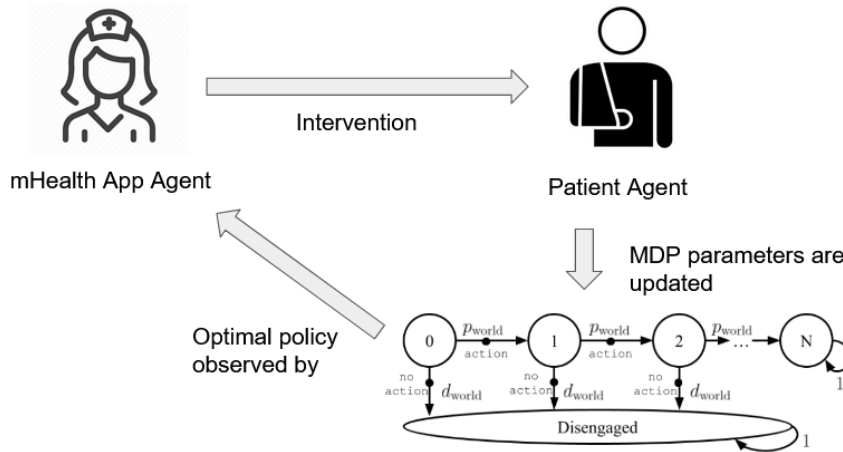 Intervention
mHealth App Agent
Patient Agent
MDP parameters are
updated
Optimal policy
observed by
0
p_world
action
1
p_world
action
2
p_world
...
N
1
no
action
d_world
no
action
d_world
no
action
d_world
Disengaged
1